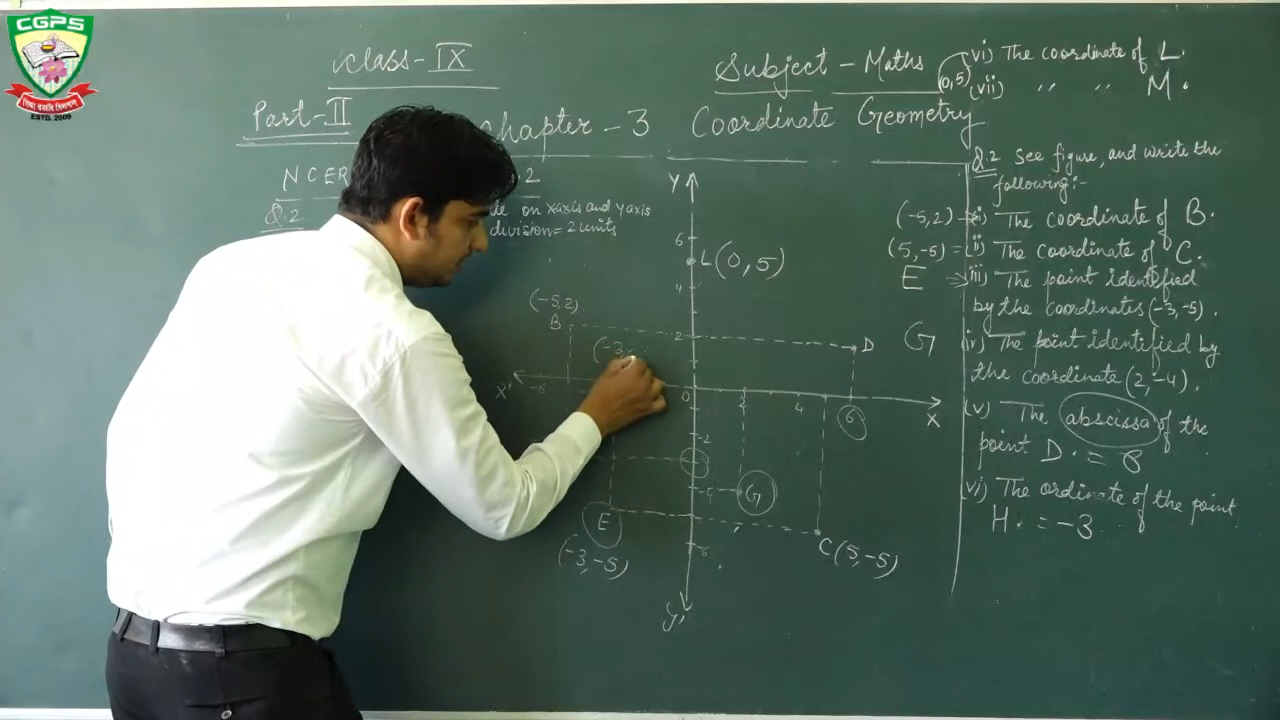 CGPS
ESTD. 2009
Class-IX
Subject - Maths
Part-II
Chapter - 3 Coordinate Geometry
NCER
.2
Q.2
on xaxis and yaxis
division = 2 units
Y
6
L(0,5)
4
(-5,2)
B
2
D
(-3
X'
-6
0
2
4
6
X
-2
G
E
(-3,-5)
C(5,-5)
Y'
vi) The coordinate of L.
(0,5)
(vii) " " M.
Q.2 See figure, and write the
following:-
(-5,2) i) The coordinate of B.
(5,-5) = ii) The coordinate of C.
E ⇒ iii) The point identified
by the coordinates (-3,-5).
G iv) The point identified by
the coordinate (2,-4).
(v) The abscissa of the
point D. =
(vi) The ordinate of the point
H. = -3